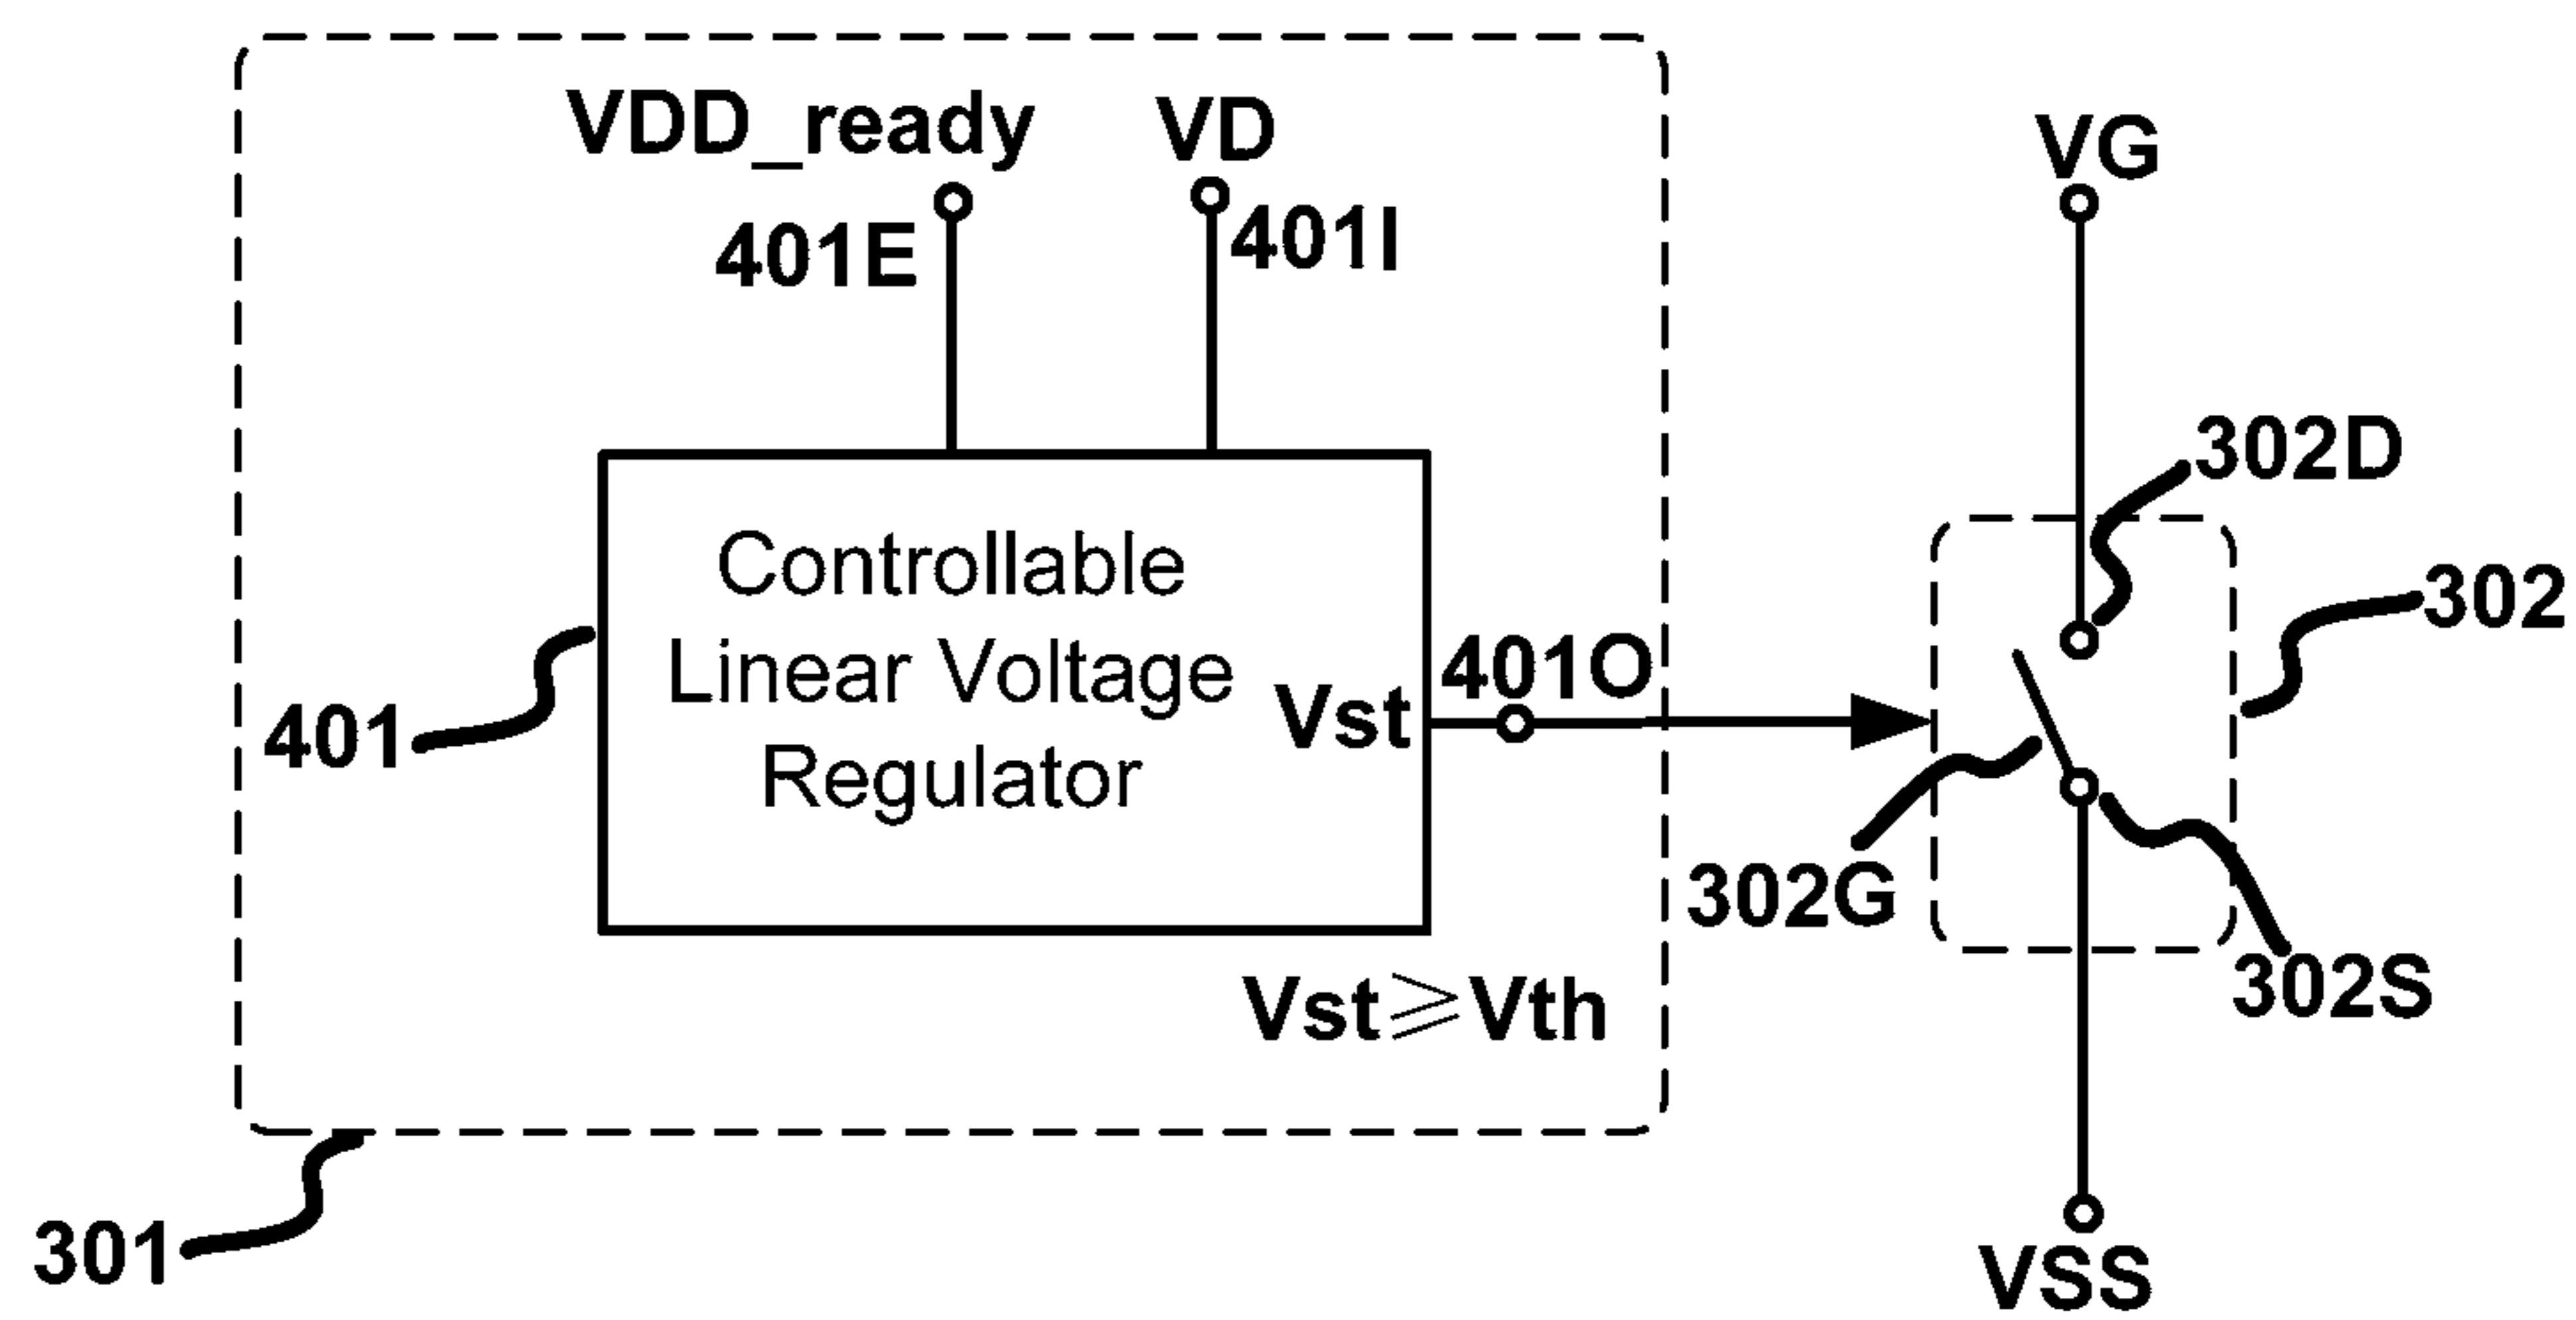 VDD_ready
VD
VG
401E
401I
302D
302
Controllable
Linear Voltage
Regulator
Vst
401O
401
302G
302S
Vst⩾Vth
301
VSS